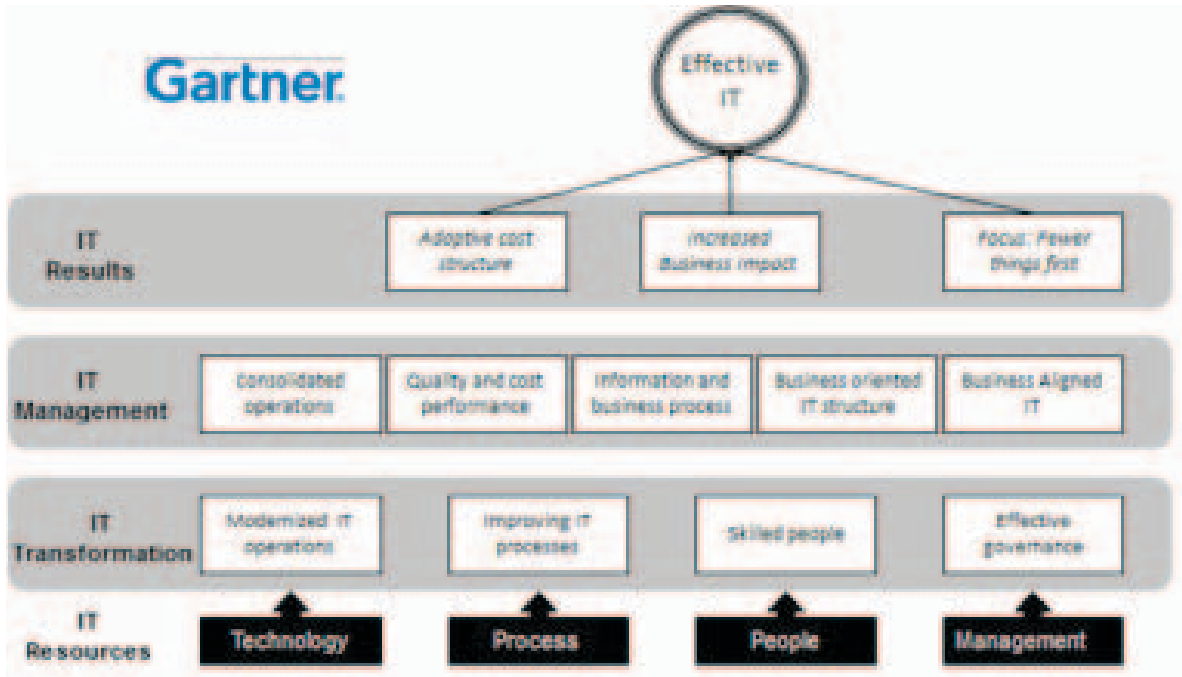 Gartner.
Effective
IT
IT
Results
Adoptive cost
structure
Increased
Business impact
Focus: Fewer
things first
IT
Management
Consolidated
operations
Quality and cost
performance
Information and
business process
Business oriented
IT structure
Business Aligned
IT
IT
Transformation
Modernized IT
operations
Improving IT
processes
Skilled people
Effective
governance
IT
Resources
Technology
Process
People
Management